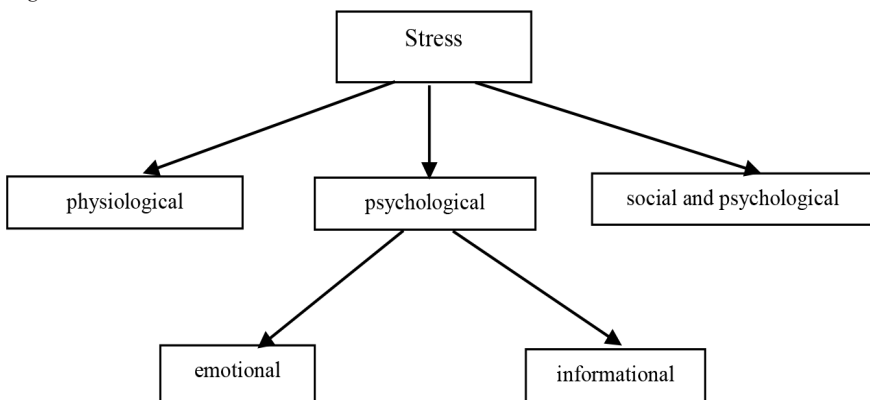 Stress
physiological
psychological
social and psychological
emotional
informational